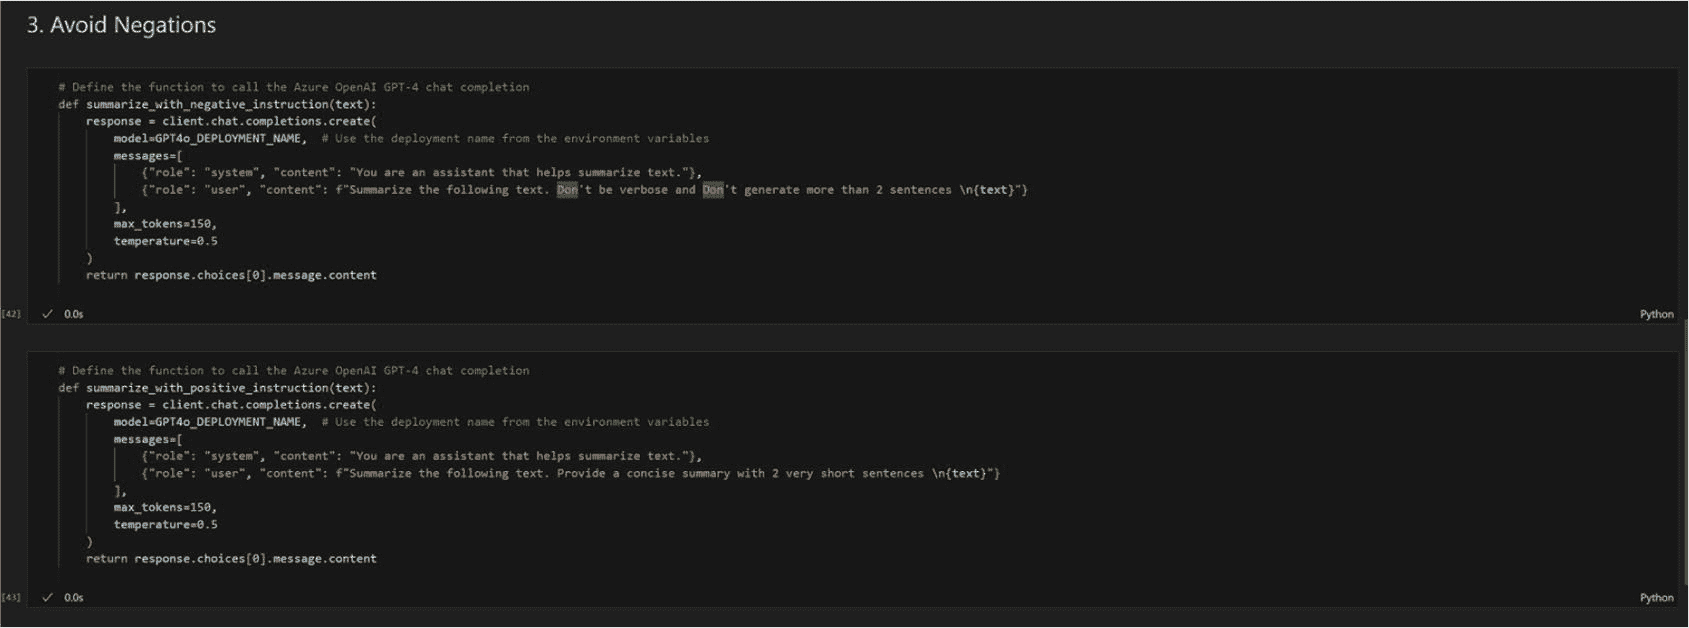 3. Avoid Negations
# Define the function to call the Azure OpenAI GPT-4 chat completion
def summarize_with_negative_instruction(text):
response = client.chat.completions.create(
model=GPT4o_DEPLOYMENT_NAME,  # Use the deployment name from the environment variables
messages=[
{"role": "system", "content": "You are an assistant that helps summarize text."},
{"role": "user", "content": f"Summarize the following text. Don't be verbose and Don't generate more than 2 sentences \n{text}"}
],
max_tokens=150,
temperature=0.5
)
return response.choices[0].message.content
[42] ✓ 0.0s Python
# Define the function to call the Azure OpenAI GPT-4 chat completion
def summarize_with_positive_instruction(text):
response = client.chat.completions.create(
model=GPT4o_DEPLOYMENT_NAME,  # Use the deployment name from the environment variables
messages=[
{"role": "system", "content": "You are an assistant that helps summarize text."},
{"role": "user", "content": f"Summarize the following text. Provide a concise summary with 2 very short sentences \n{text}"}
],
max_tokens=150,
temperature=0.5
)
return response.choices[0].message.content
[43] ✓ 0.0s Python